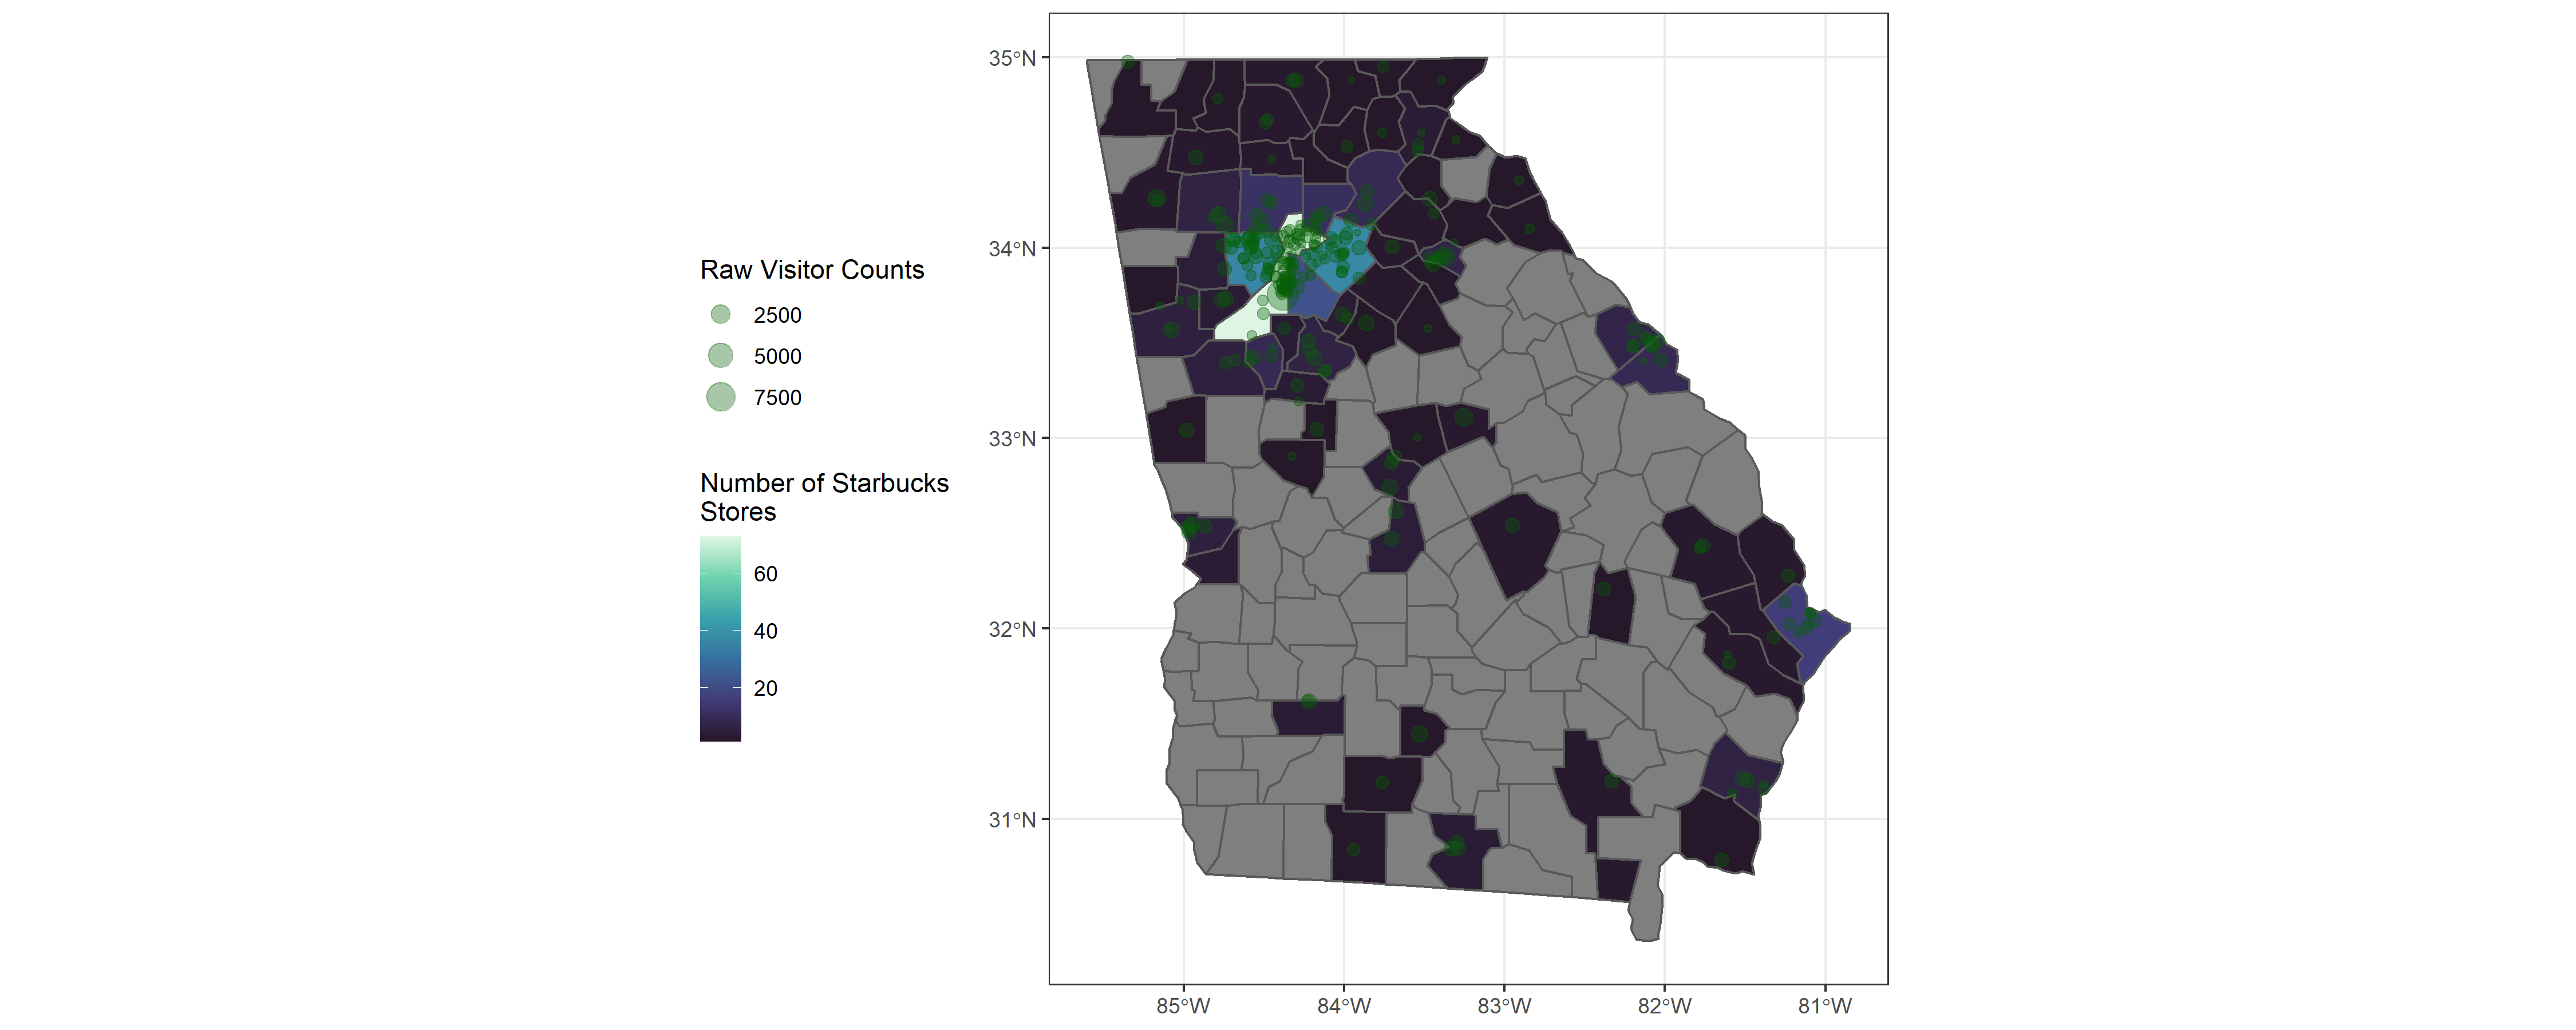 Raw Visitor Counts
2500
5000
7500
Number of Starbucks
Stores
60
40
20
35°N
34°N
33°N
32°N
31°N
85°W
84°W
83°W
82°W
81°W